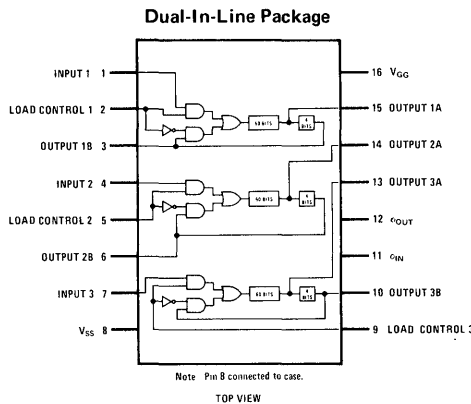 Dual-In-Line Package
INPUT 1 1
16 VGG
LOAD CONTROL 1 2
15 OUTPUT 1A
60 BITS
4 BITS
OUTPUT 1B 3
14 OUTPUT 2A
INPUT 2 4
13 OUTPUT 3A
60 BITS
4 BITS
LOAD CONTROL 2 5
12 ϕOUT
OUTPUT 2B 6
11 ϕIN
INPUT 3 7
10 OUTPUT 3B
60 BITS
4 BITS
VSS 8
9 LOAD CONTROL 3
Note Pin 8 connected to case.
TOP VIEW